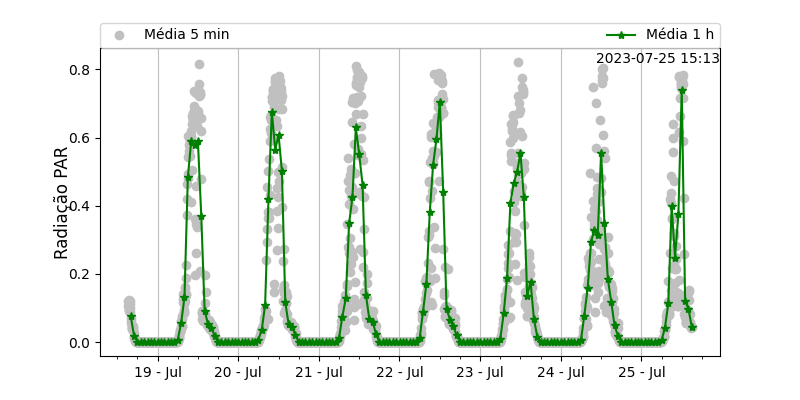 Média 5 min
Média 1 h
2023-07-25 15:13
Radiação PAR
0.8
0.6
0.4
0.2
0.0
19 - Jul
20 - Jul
21 - Jul
22 - Jul
23 - Jul
24 - Jul
25 - Jul